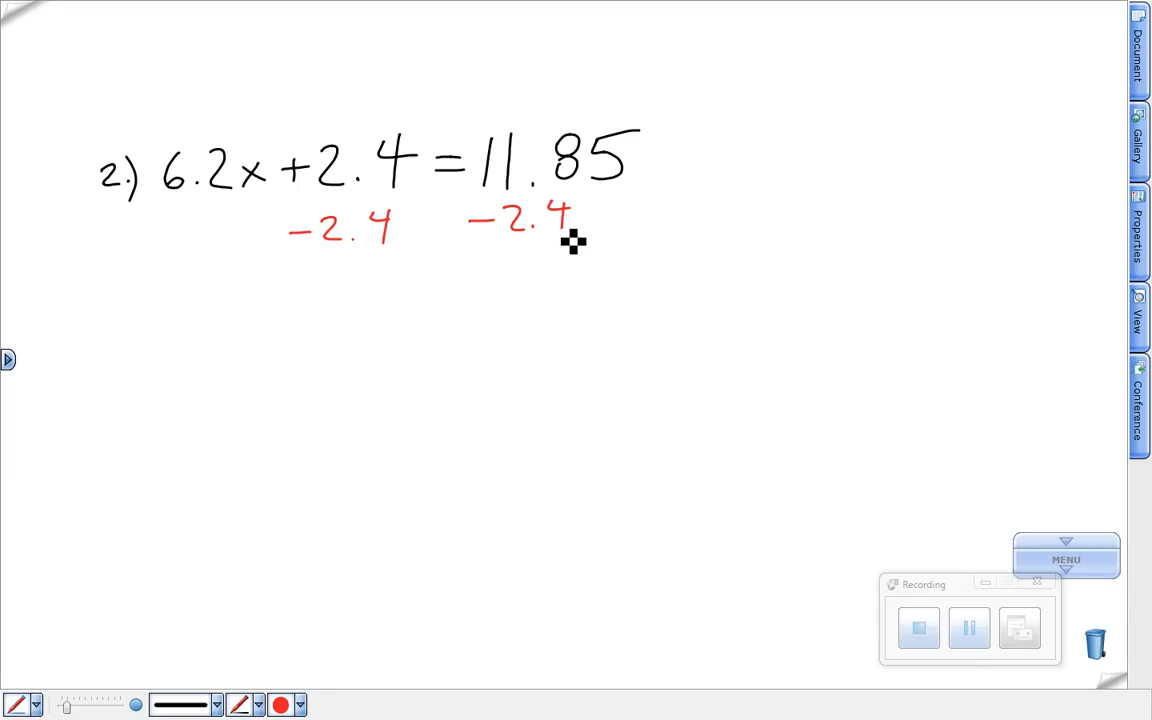 2.) 6.2x + 2.4 = 11.85
- 2.4 - 2.4
Document
Gallery
Properties
View
Conference
MENU
Recording